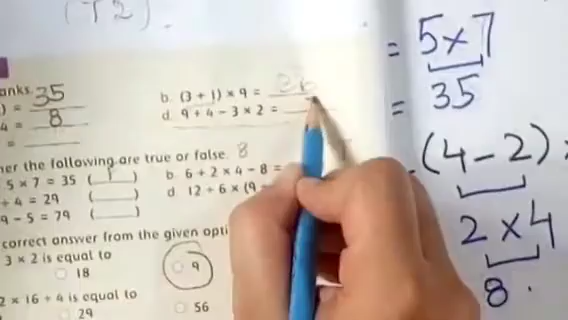 (T2).
anks.
) = 35
b. (3 + 1) × 9 = 36
4 = 8
d. 9 + 4 − 3 × 2 =
=
her the following are true or false. 8
5 × 7 = 35 ( )
b. 6 + 2 × 4 − 8 =
÷ 4 = 29 ( )
d. 12 ÷ 6 × (9
9 − 5 = 79 ( )
correct answer from the given opti
3 × 2 is equal to
18
9
2 × 16 ÷ 4 is equal to
29
56
= 5×7
= 35
(4−2)
2 ×4
8.